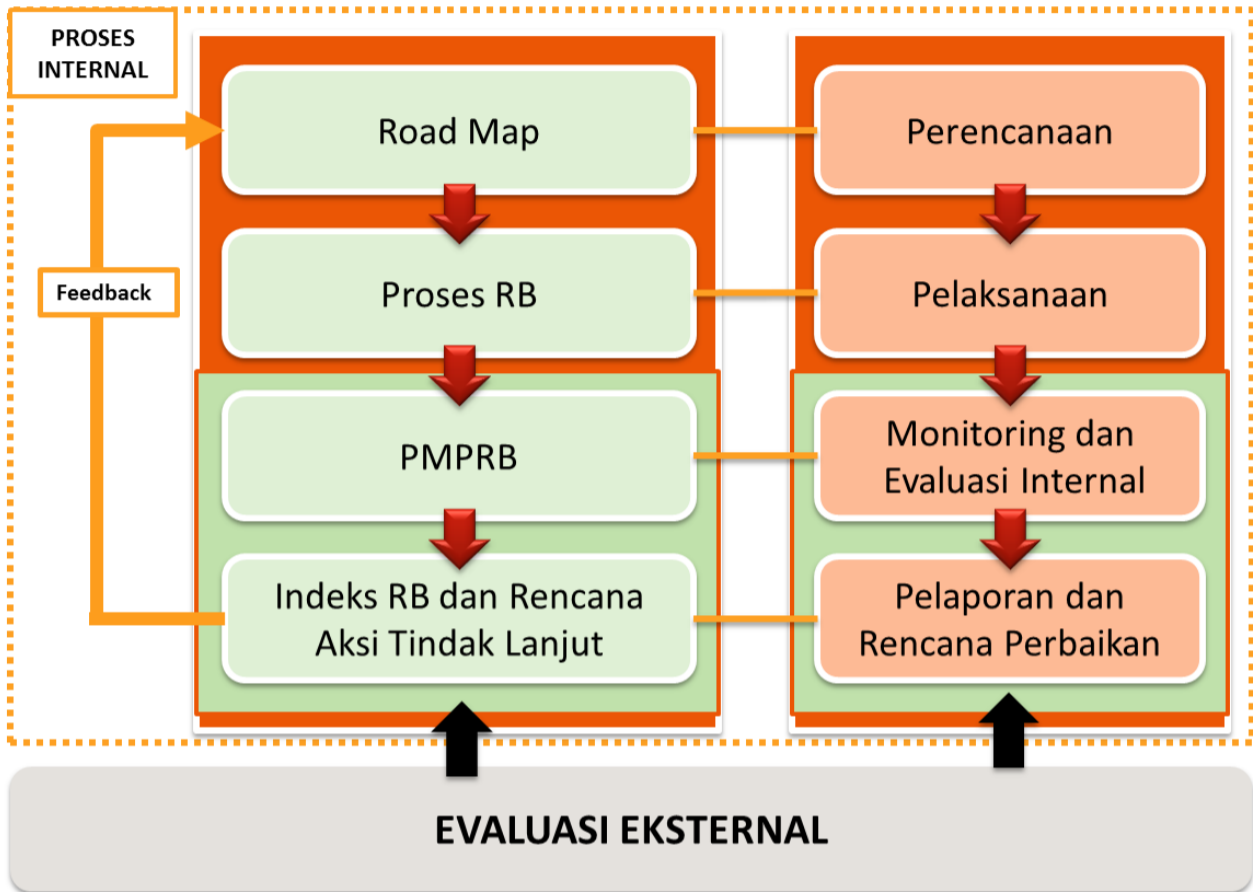 PROSES
INTERNAL
Road Map
Perencanaan
Feedback
Proses RB
Pelaksanaan
PMPRB
Monitoring dan
Evaluasi Internal
Indeks RB dan Rencana
Aksi Tindak Lanjut
Pelaporan dan
Rencana Perbaikan
EVALUASI EKSTERNAL